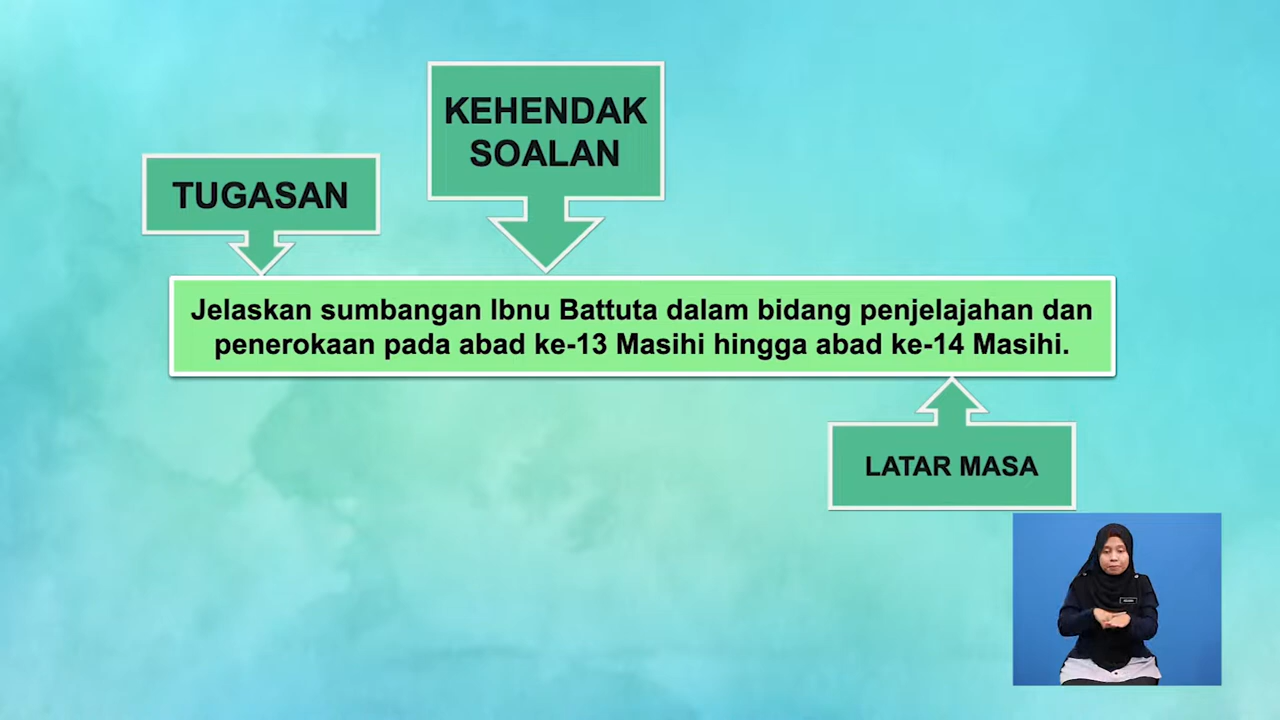 KEHENDAK
SOALAN
TUGASAN
Jelaskan sumbangan Ibnu Battuta dalam bidang penjelajahan dan
penerokaan pada abad ke-13 Masihi hingga abad ke-14 Masihi.
LATAR MASA